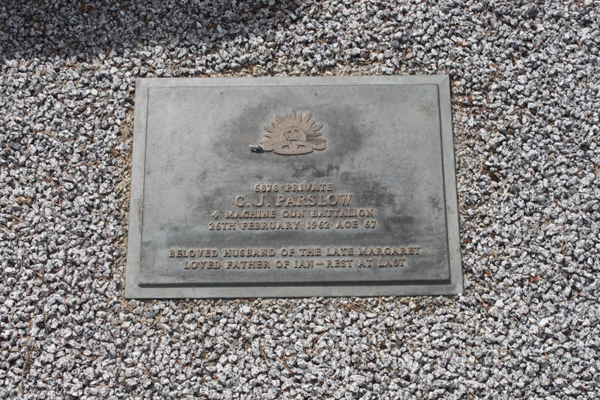 6878 PRIVATE
C. J. PARSLOW
4 MACHINE GUN BATTALION
26TH FEBRUARY 1962 AGE 67
BELOVED HUSBAND OF THE LATE MARGARET
LOVED FATHER OF IAN — REST AT LAST